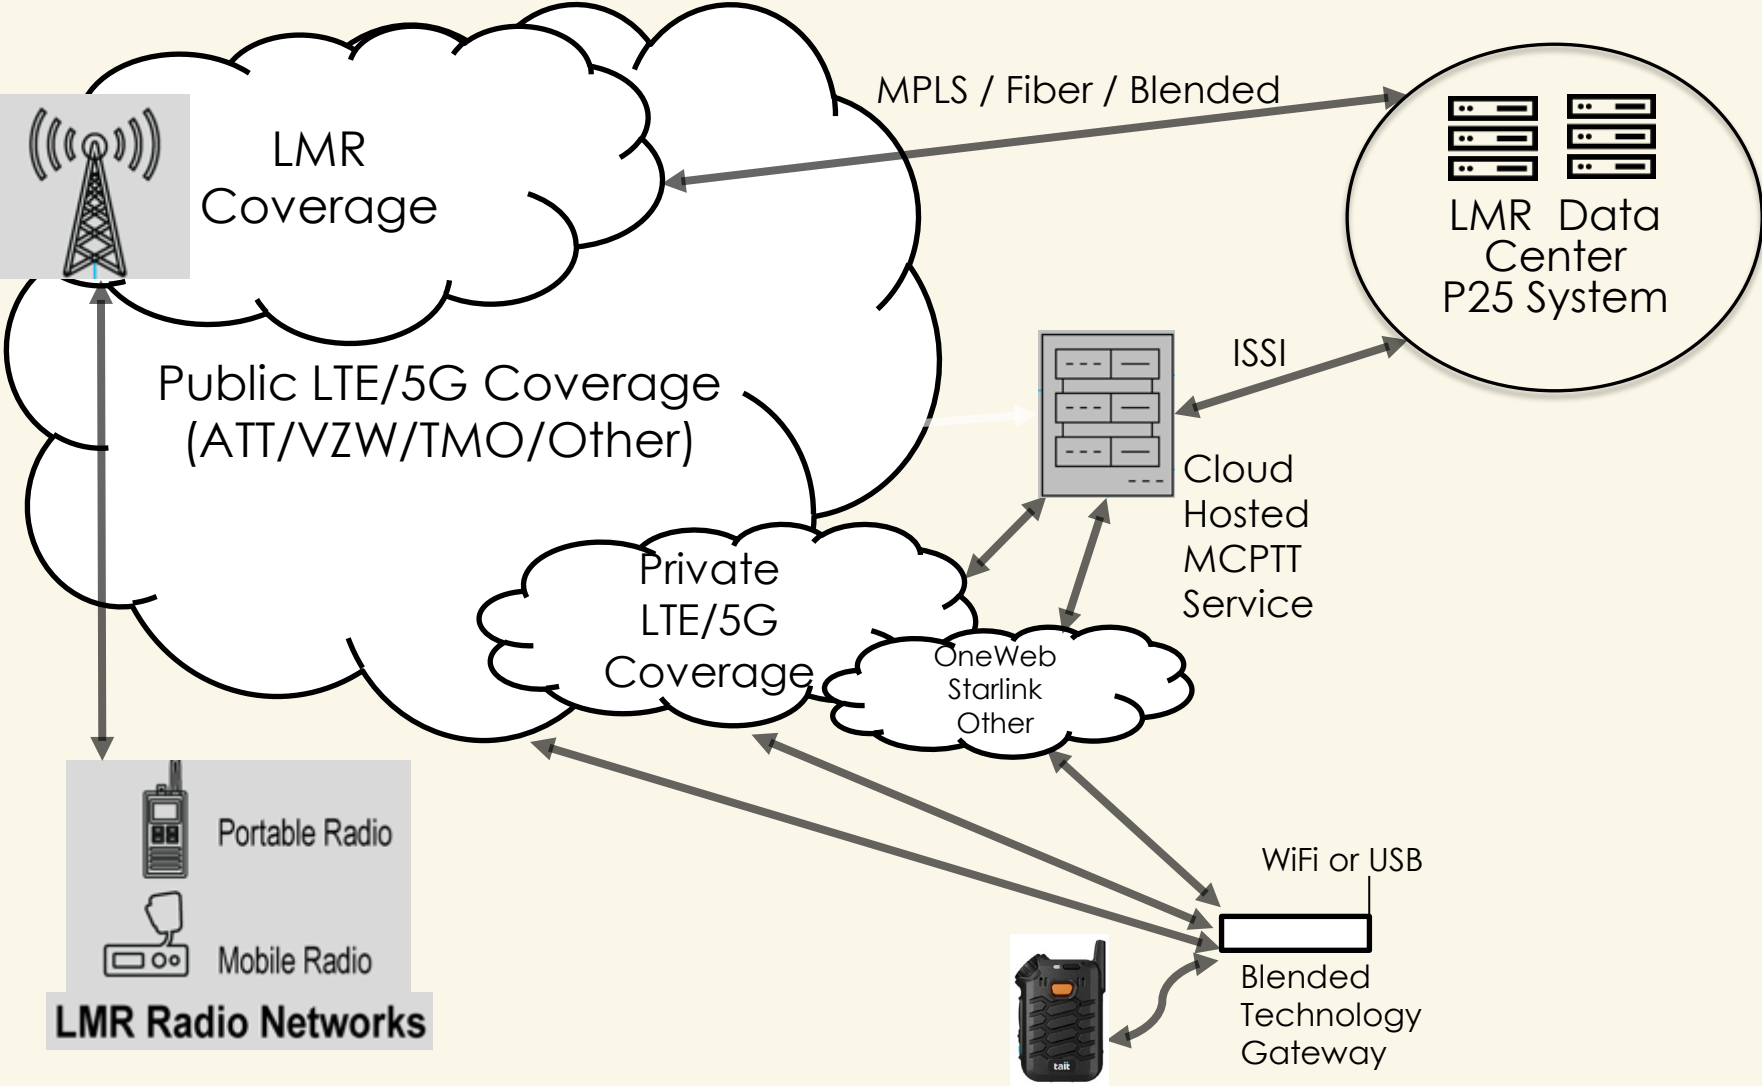 MPLS / Fiber / Blended
LMR
Coverage
LMR Data
Center
P25 System
ISSI
Public LTE/5G Coverage
(ATT/VZW/TMO/Other)
Cloud
Hosted
MCPTT
Service
Private
LTE/5G
Coverage
OneWeb
Starlink
Other
Portable Radio
Mobile Radio
LMR Radio Networks
WiFi or USB
Blended
Technology
Gateway
tait